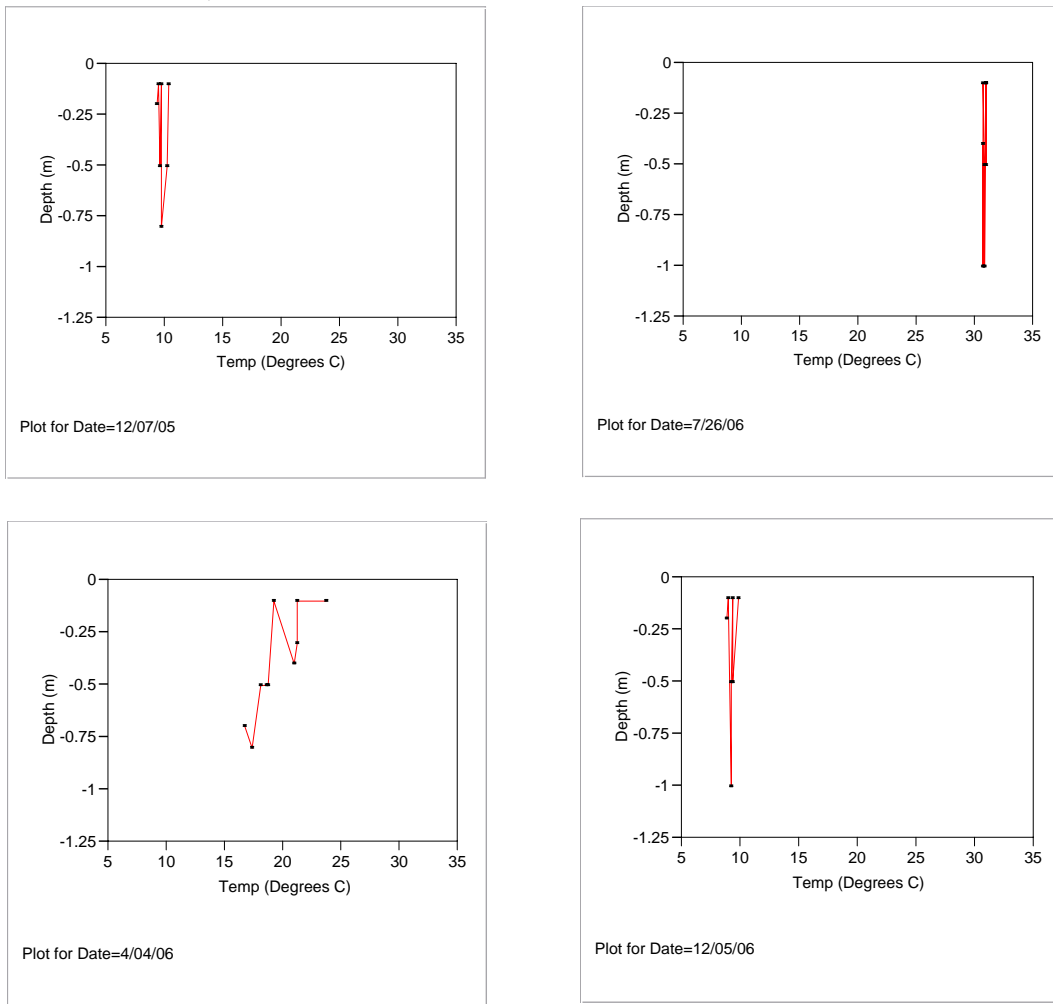 0
-0.25
-0.5
-0.75
-1
-1.25
Depth (m)
5 10 15 20 25 30 35
Temp (Degrees C)
Plot for Date=12/07/05
0
-0.25
-0.5
-0.75
-1
-1.25
Depth (m)
5 10 15 20 25 30 35
Temp (Degrees C)
Plot for Date=7/26/06
0
-0.25
-0.5
-0.75
-1
-1.25
Depth (m)
5 10 15 20 25 30 35
Temp (Degrees C)
Plot for Date=4/04/06
0
-0.25
-0.5
-0.75
-1
-1.25
Depth (m)
5 10 15 20 25 30 35
Temp (Degrees C)
Plot for Date=12/05/06